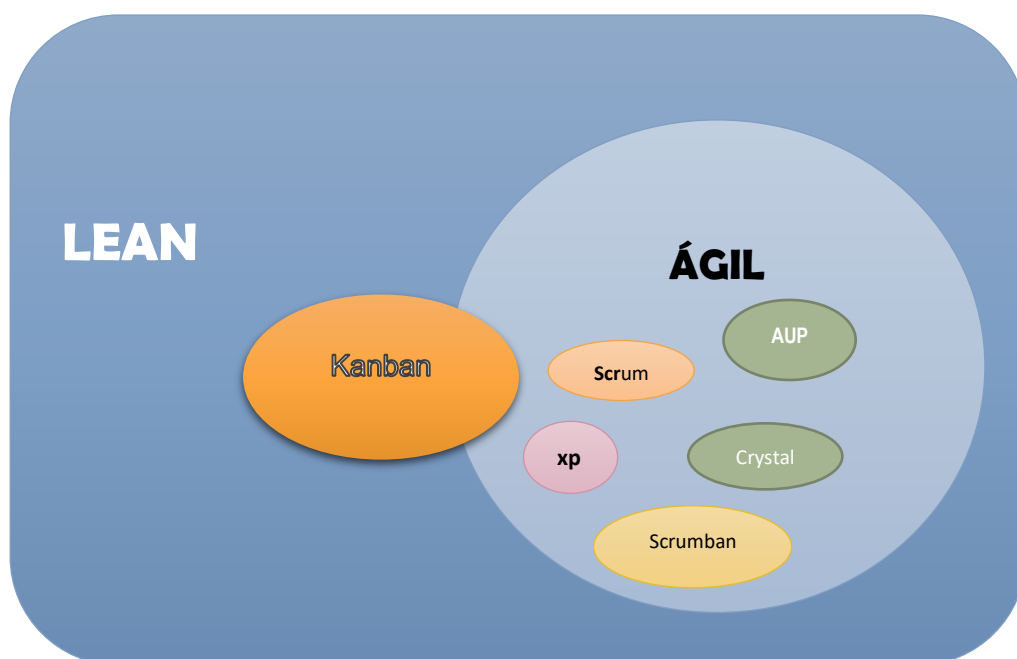 LEAN
ÁGIL
AUP
Kanban
Scrum
xp
Crystal
Scrumban